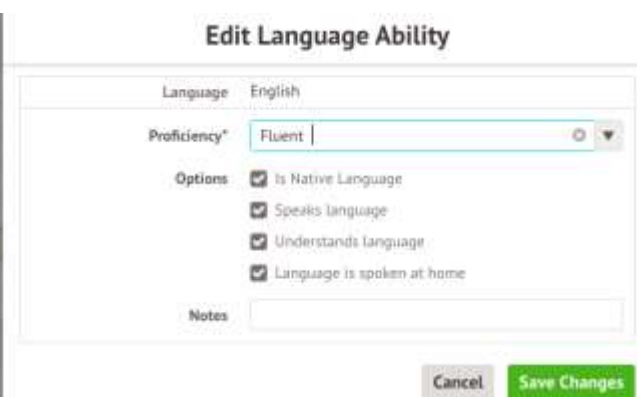 Edit Language Ability
Language English
Proficiency* Fluent
Options Is Native Language
Speaks language
Understands language
Language is spoken at home
Notes
Cancel Save Changes